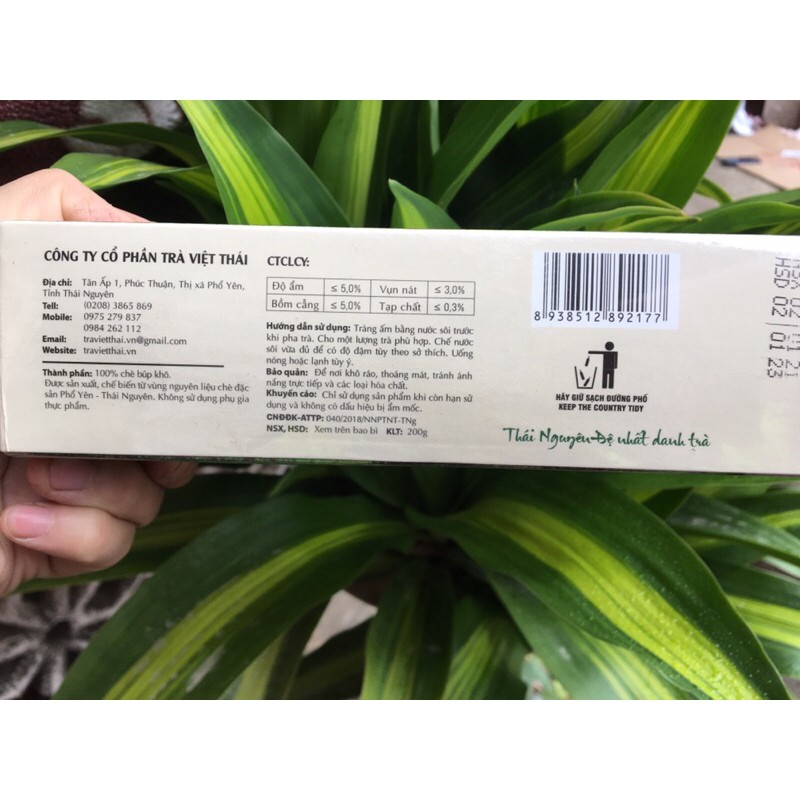 CÔNG TY CỔ PHẦN TRÀ VIỆT THÁI
Địa chỉ: Tân Ấp 1, Phúc Thuận, Thị xã Phổ Yên,
Tỉnh Thái Nguyên
Tell: (0208) 3865 869
Mobile: 0975 279 837
0984 262 112
Email: travietthai.vn@gmail.com
Website: travietthai.vn
Thành phần: 100% chè búp khô.
Được sản xuất, chế biến từ vùng nguyên liệu chè đặc
sản Phổ Yên - Thái Nguyên. Không sử dụng phụ gia
thực phẩm.
CTCLCY:
Độ ẩm ≤ 5,0% Vụn nát ≤ 3,0%
Bồm cẳng ≤ 5,0% Tạp chất ≤ 0,3%
Hướng dẫn sử dụng: Tráng ấm bằng nước sôi trước
khi pha trà. Cho một lượng trà phù hợp. Chế nước
sôi vừa đủ để có độ đậm tùy theo sở thích. Uống
nóng hoặc lạnh tùy ý.
Bảo quản: Để nơi khô ráo, thoáng mát, tránh ánh
nắng trực tiếp và các loại hóa chất.
Khuyến cáo: Chỉ sử dụng sản phẩm khi còn hạn sử
dụng và không có dấu hiệu bị ẩm mốc.
CNĐĐK-ATTP: 040/2018/NNPTNT-TNg
NSX, HSD: Xem trên bao bì KLT: 200g
8 938512 892177
HÃY GIỮ SẠCH ĐƯỜNG PHỐ
KEEP THE COUNTRY TIDY
Thái Nguyên Đệ nhất danh trà
HSD 02 01 23